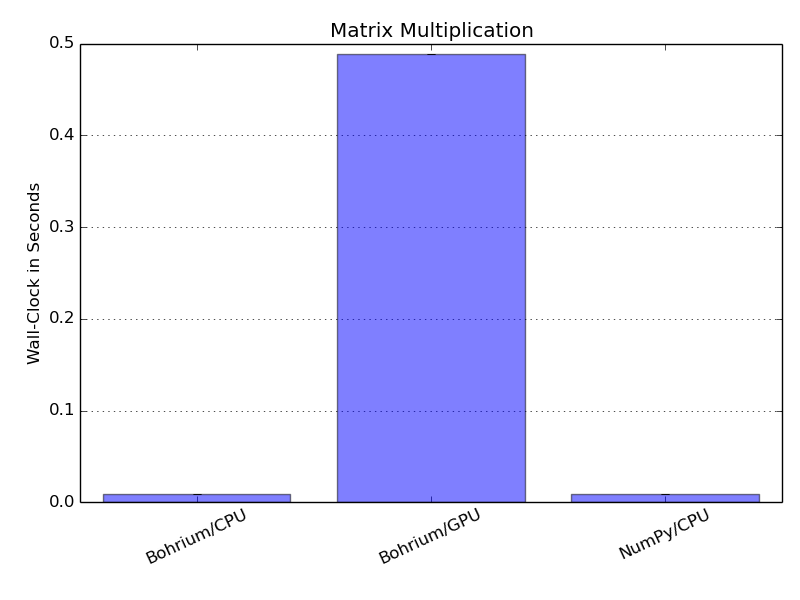 Matrix Multiplication
Wall-Clock in Seconds
0.5
0.4
0.3
0.2
0.1
0.0
Bohrium/CPU
Bohrium/GPU
NumPy/CPU